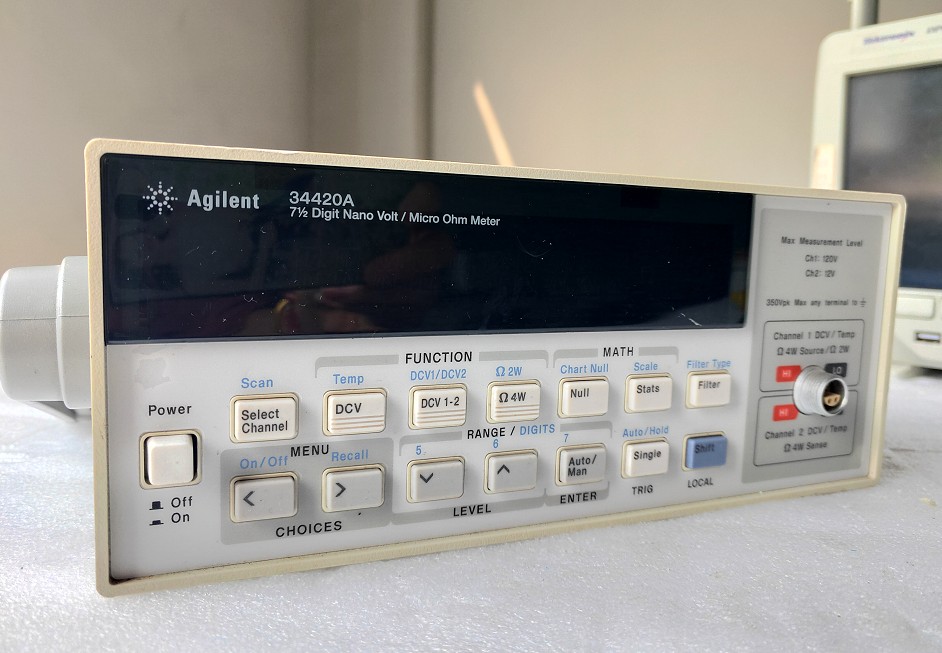 Tektronix
Agilent 34420A
7½ Digit Nano Volt / Micro Ohm Meter
Max Measurement Level
Ch1: 120V
Ch2: 12V
350Vpk Max any terminal to ⏚
Channel 1 DCV / Temp
Ω 4W Source / Ω 2W
HI
LO
HI
Channel 2 DCV / Temp
Ω 4W Sense
FUNCTION
MATH
Scan
Temp
DCV1/DCV2
Ω 2W
Chart Null
Scale
Filter Type
Power
Select
Channel
DCV
DCV 1-2
Ω 4W
Null
Stats
Filter
MENU
RANGE / DIGITS
On/Off
Recall
5
6
7
Auto/Hold
<
>
Auto/
Man
Single
Shift
Off
On
CHOICES
LEVEL
ENTER
TRIG
LOCAL